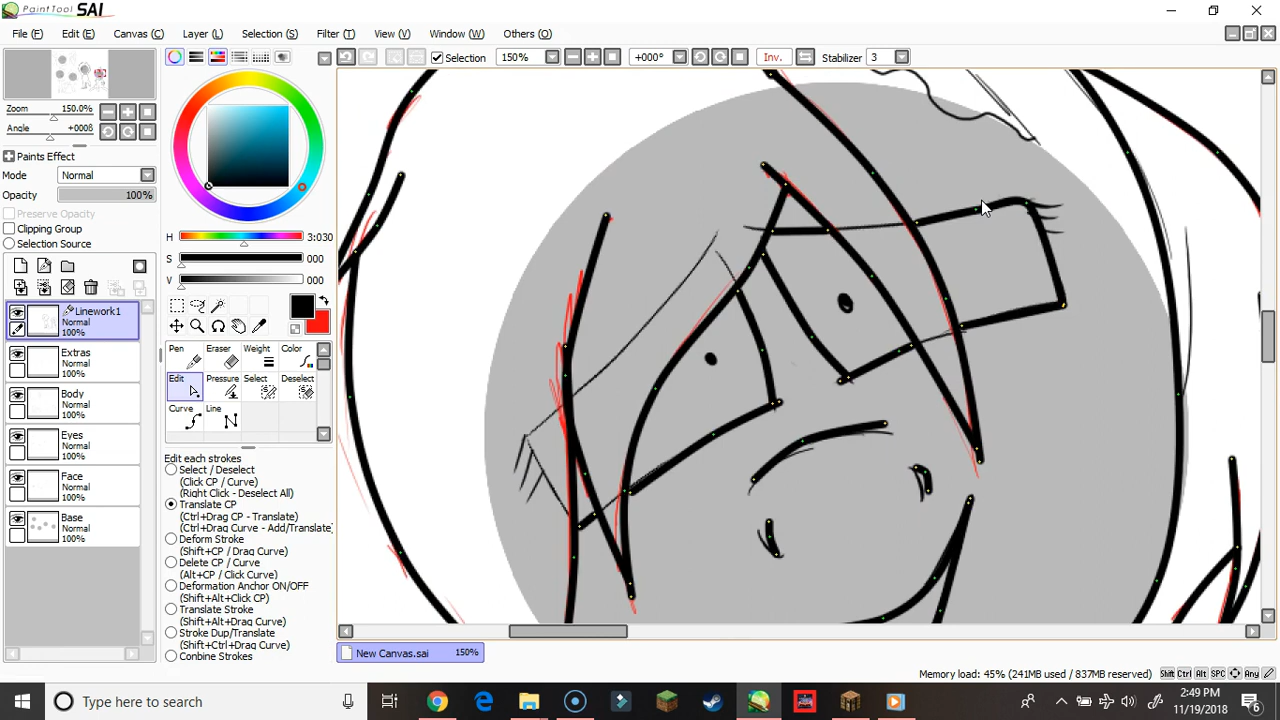 PaintTool SAI
File (F) Edit (E) Canvas (C) Layer (L) Selection (S) Filter (T) View (V) Window (W) Others (O)
Selection 150% +000° Inv. Stabilizer 3
Zoom 150.0%
Angle +000ß
Paints Effect
Mode Normal
Opacity 100%
Preserve Opacity
Clipping Group
Selection Source
Linework1
Normal
100%
Extras
Normal
100%
Body
Normal
100%
Eyes
Normal
100%
Face
Normal
100%
Base
Normal
100%
H 3:030
S 000
V 000
Pen Eraser Weight Color
Edit Pressure Select Deselect
Curve Line
Edit each strokes
Select / Deselect
(Click CP / Curve)
(Right Click - Deselect All)
Translate CP
(Ctrl+Drag CP - Translate)
(Ctrl+Drag Curve - Add/Translate)
Deform Stroke
(Shift+CP / Drag Curve)
Delete CP / Curve
(Alt+CP / Click Curve)
Deformation Anchor ON/OFF
(Shift+Alt+Click CP)
Translate Stroke
(Shift+Alt+Drag Curve)
Stroke Dup/Translate
(Shift+Ctrl+Drag Curve)
Combine Strokes
New Canvas.sai 150%
Memory load: 45% (241MB used / 837MB reserved) Shift Ctrl Alt SPC Any
Type here to search
2:49 PM
11/19/2018
6